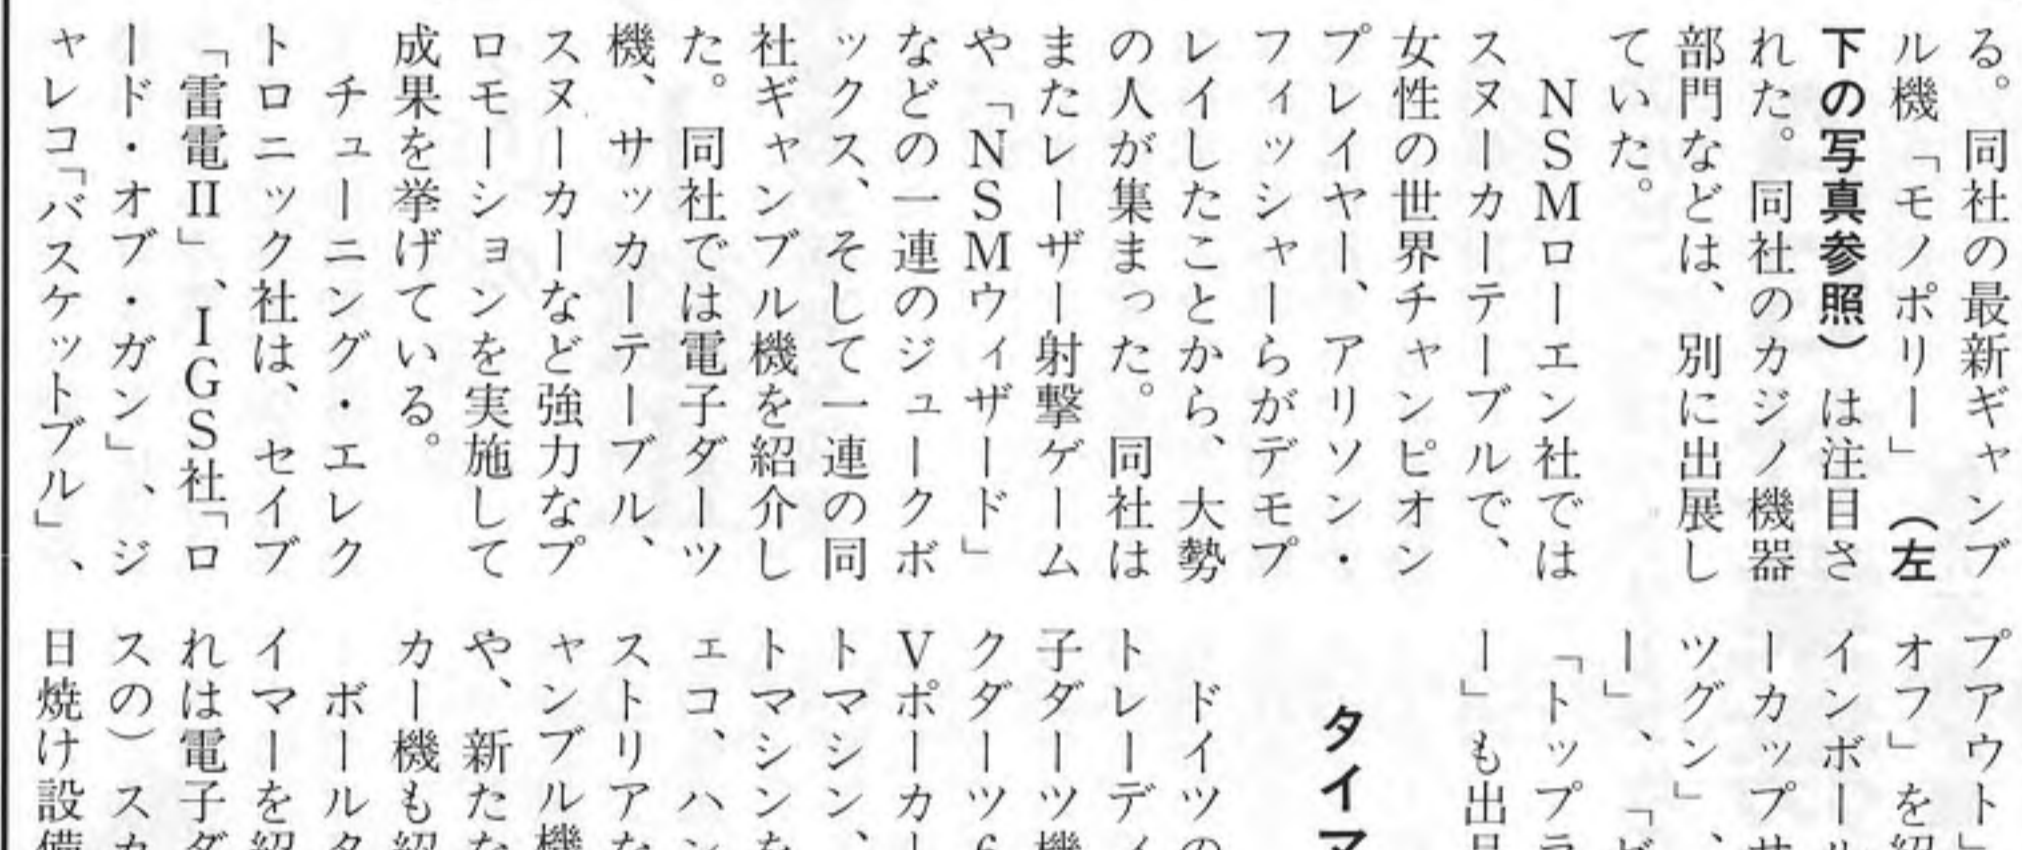 る。同社の最新ギャンブ
ル機「モノポリー」（左
下の写真参照）は注目さ
れた。同社のカジノ機器
部門などは、別に出展し
ていた。
NSMローエン社では
スヌーカーテーブルで、
女性の世界チャンピオン
プレイヤー、アリソン・
フィッシャーらがデモプ
レイしたことから、大勢
の人が集まった。同社は
またレーザー射撃ゲーム
や「NSMウィザード」
などの一連のジュークボ
ックス、そして一連の同
社ギャンブル機を紹介し
た。同社では電子ダーツ
機、サッカーテーブル、
スヌーカーなど強力なプ
ロモーションを実施して
成果を挙げている。
チューニング・エレク
トロニック社は、セイブ
「雷電II」、IGS社「ロ
ード・オブ・ガン」、ジ
ャレコ「バスケットブル」、
プアウト」
オフ」を紹
インボール
ーカップサ
ツグン」、
ー」、「ビ
「トップラ
ー」も出品
タイマ
ドイツの
トレーディ
子ダーツ機
クダーツ6
Vポーカー
トマシン、
トマシンを
ェコ、ハン
ストリアな
ャンブル機
や、新たな
カー機も紹
ボールタ
イマーを紹
れは電子ダ
スの）スカ
日焼け設備